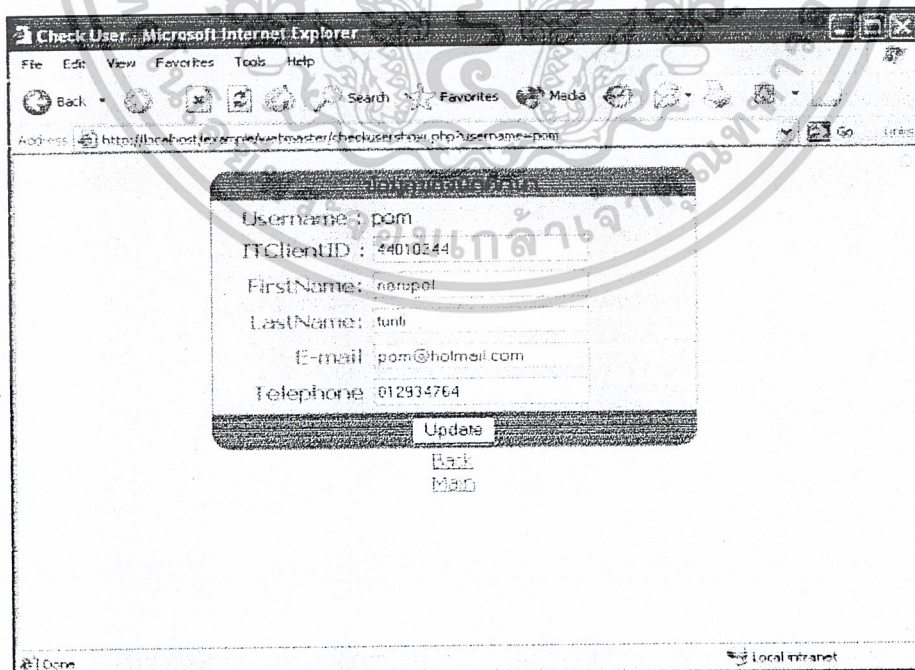 Check User - Microsoft Internet Explorer
File Edit View Favorites Tools Help
Back Search Favorites Media
Address http://localhost/example/webmaster/checkusershow.php?username=pom Go Links
Username : pom
ITClientID : 44010344
FirstName: narupol
LastName:
E-mail pom@hotmail.com
Telephone 012934764
Update
Back
Main
Done Local intranet